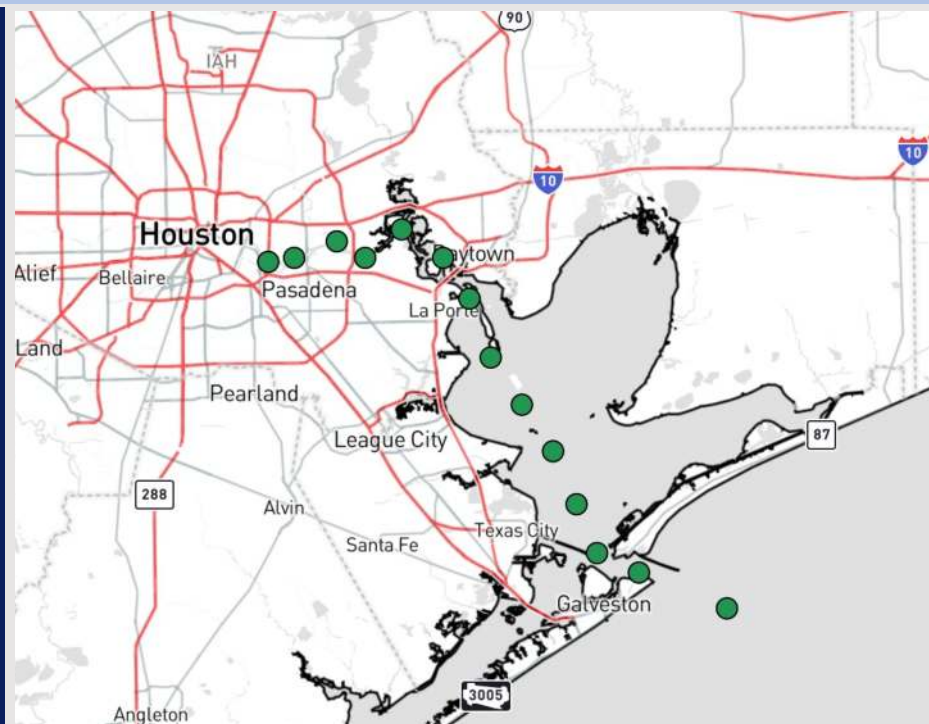 90
IAH
10
10
Houston
Baytown
Alief
Bellaire
Pasadena
La Porte
Land
Pearland
League City
87
288
Alvin
Texas City
Santa Fe
Galveston
3005
Angleton